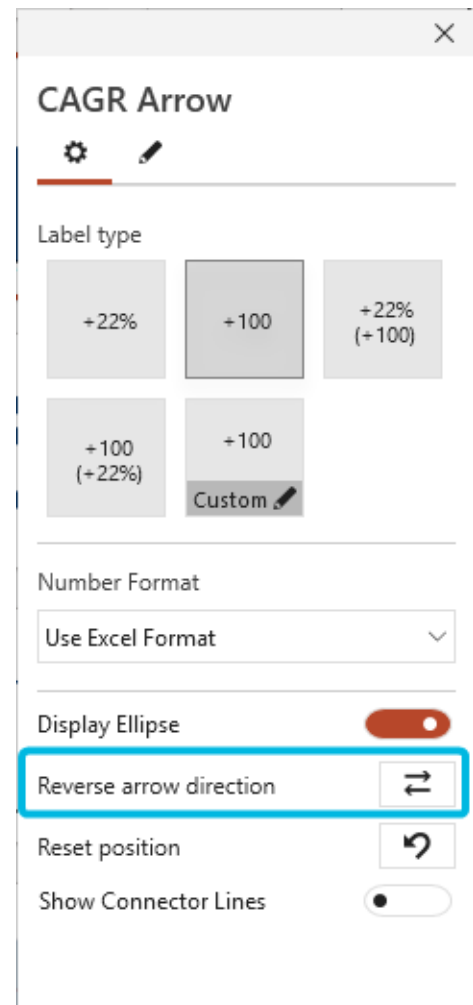 CAGR Arrow
Label type
+22%
+100
+22%
(+100)
+100
(+22%)
+100
Custom
Number Format
Use Excel Format
Display Ellipse
Reverse arrow direction
Reset position
Show Connector Lines